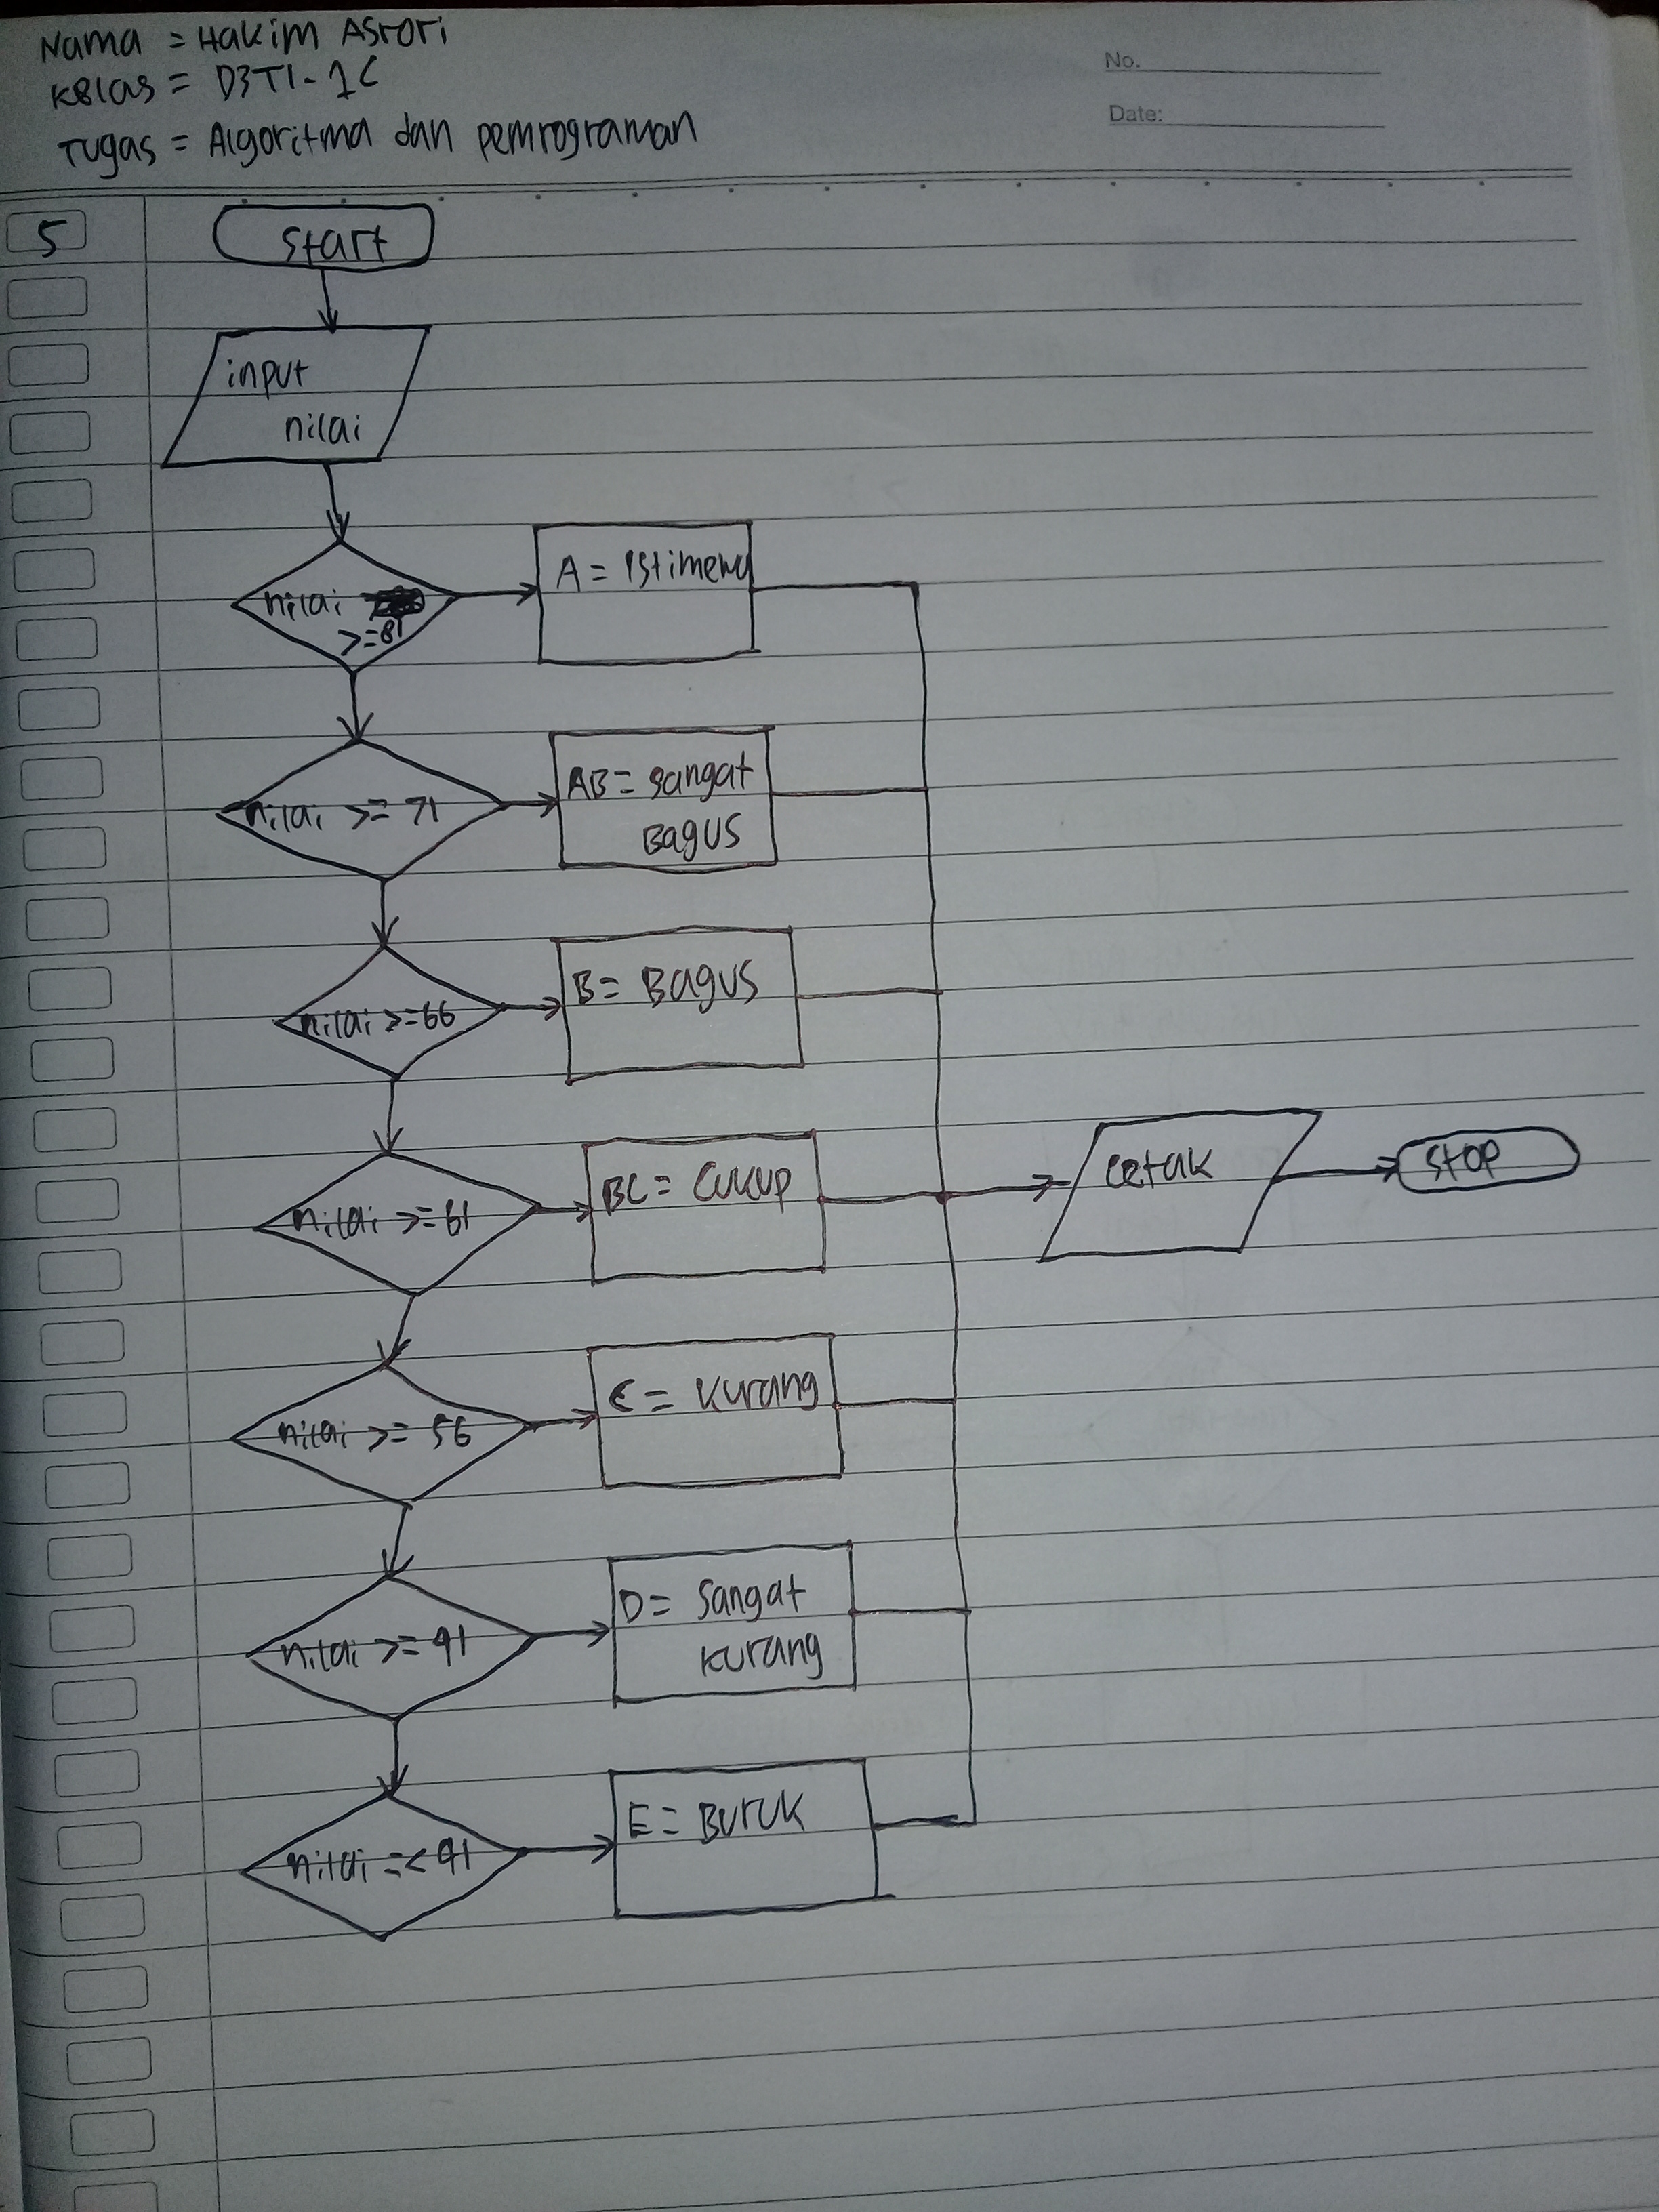 Nama = Hakim Asrori
Kelas = D3TI-1C
Tugas = Algoritma dan pemrograman
No.
Date:
5
Start
input
nilai
nilai
>=81
A = Istimewa
nilai >= 71
AB = Sangat
Bagus
nilai >=66
B = Bagus
nilai >=61
BC = Cukup
cetak
STOP
nilai >= 56
C = Kurang
nilai >= 41
D = Sangat
Kurang
nilai =< 41
E = Buruk